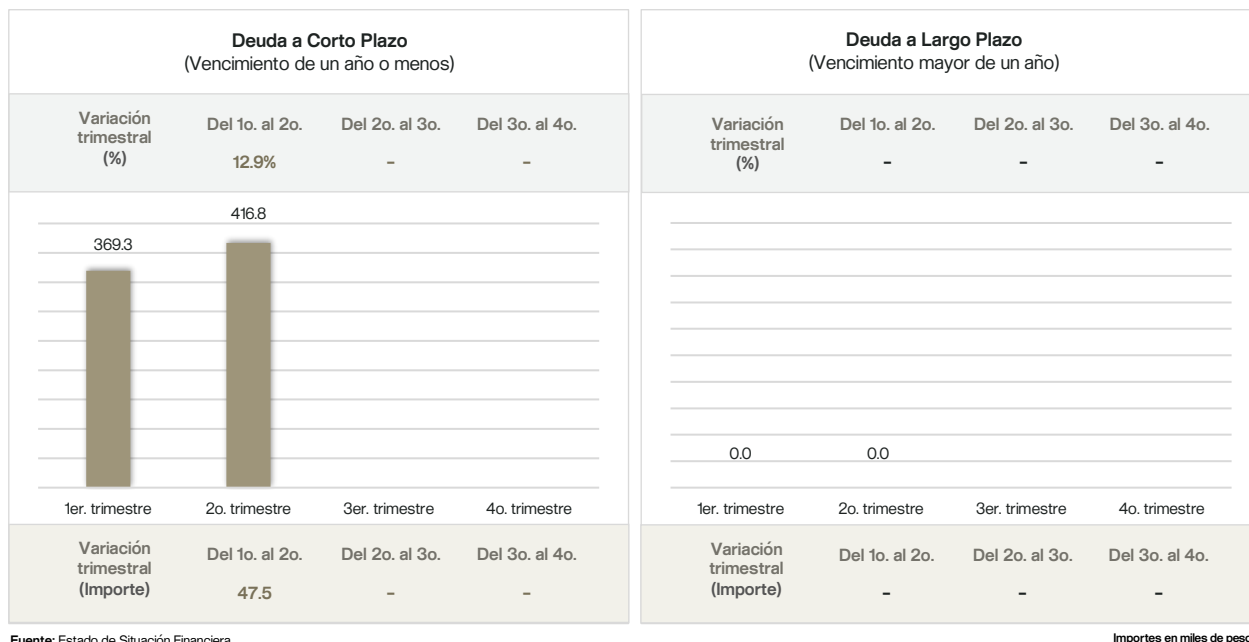 Deuda a Corto Plazo
(Vencimiento de un año o menos)
Variación
trimestral
(%)
Del 1o. al 2o. Del 2o. al 3o. Del 3o. al 4o.
12.9% - -
369.3
416.8
1er. trimestre 2o. trimestre 3er. trimestre 4o. trimestre
Variación
trimestral
(Importe)
Del 1o. al 2o. Del 2o. al 3o. Del 3o. al 4o.
47.5 - -
Deuda a Largo Plazo
(Vencimiento mayor de un año)
Variación
trimestral
(%)
Del 1o. al 2o. Del 2o. al 3o. Del 3o. al 4o.
- - -
0.0 0.0
1er. trimestre 2o. trimestre 3er. trimestre 4o. trimestre
Variación
trimestral
(Importe)
Del 1o. al 2o. Del 2o. al 3o. Del 3o. al 4o.
- - -
Fuente: Estado de Situación Financiera
Importes en miles de